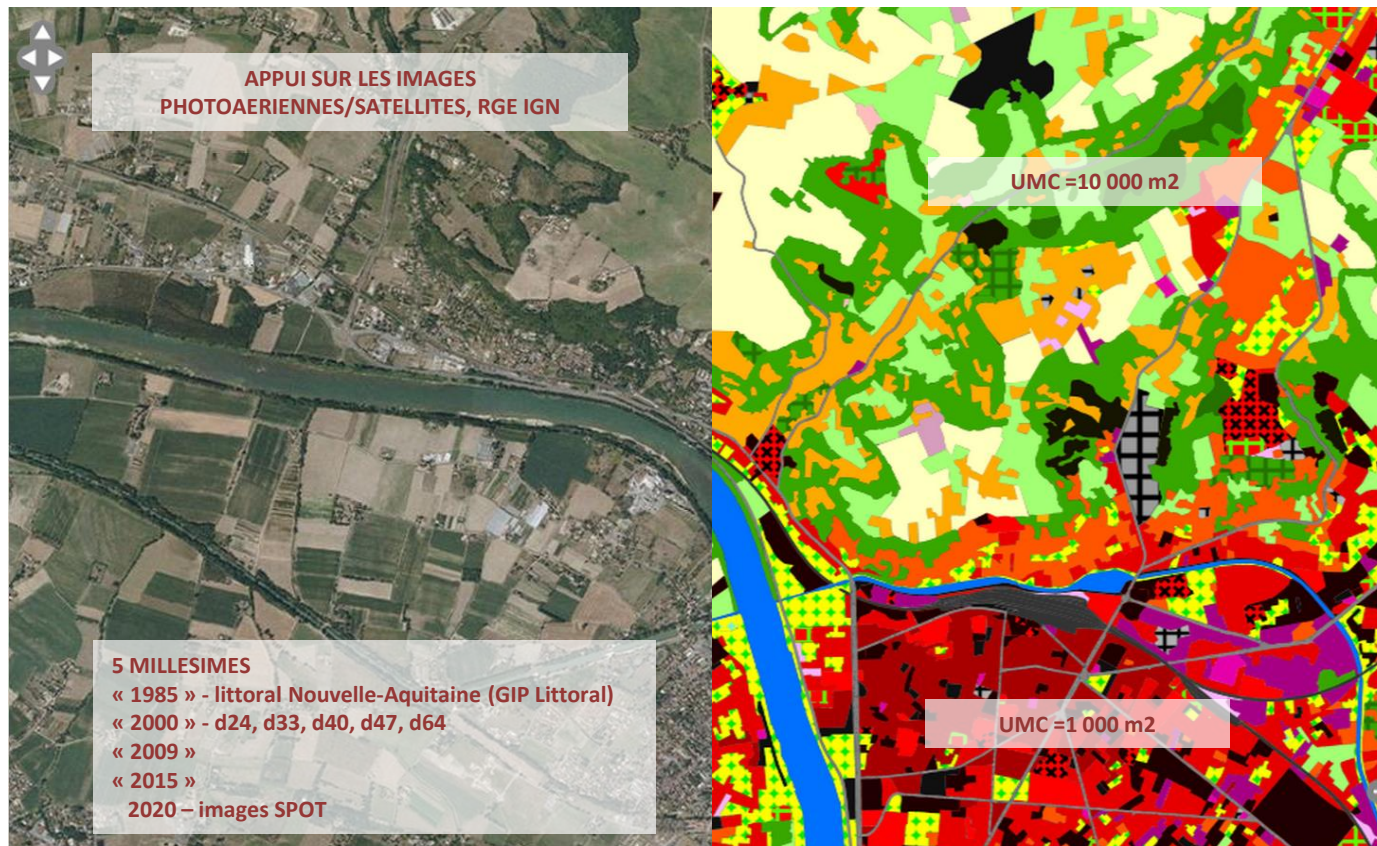 APPUI SUR LES IMAGES
PHOTOAERIENNES/SATELLITES, RGE IGN
UMC =10 000 m2
5 MILLESIMES
« 1985 » - littoral Nouvelle-Aquitaine (GIP Littoral)
« 2000 » - d24, d33, d40, d47, d64
« 2009 »
« 2015 »
2020 – images SPOT
UMC =1 000 m2